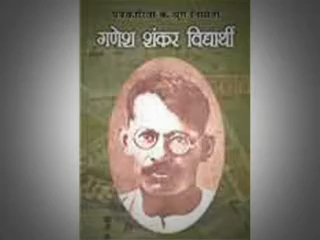 पत्रकारिता के युग निर्माता
गणेश शंकर विद्यार्थी